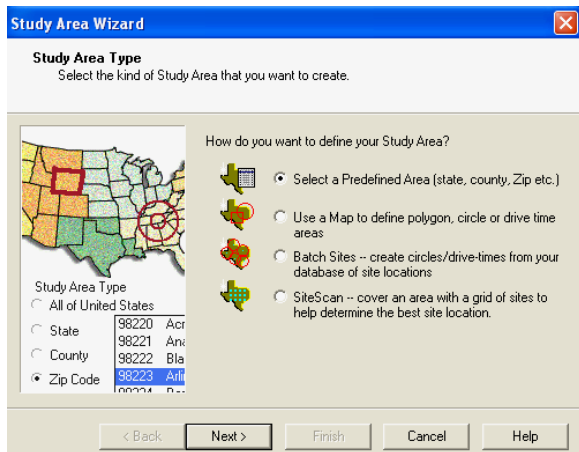 Study Area Wizard
Study Area Type
Select the kind of Study Area that you want to create.
How do you want to define your Study Area?
Select a Predefined Area (state, county, Zip etc.)
Use a Map to define polygon, circle or drive time
areas
Batch Sites -- create circles/drive-times from your
database of site locations
SiteScan -- cover an area with a grid of sites to
help determine the best site location.
Study Area Type
All of United States
State
County
Zip Code
98220 Acr
98221 Ana
98222 Bla
98223 Arli
< Back
Next >
Finish
Cancel
Help